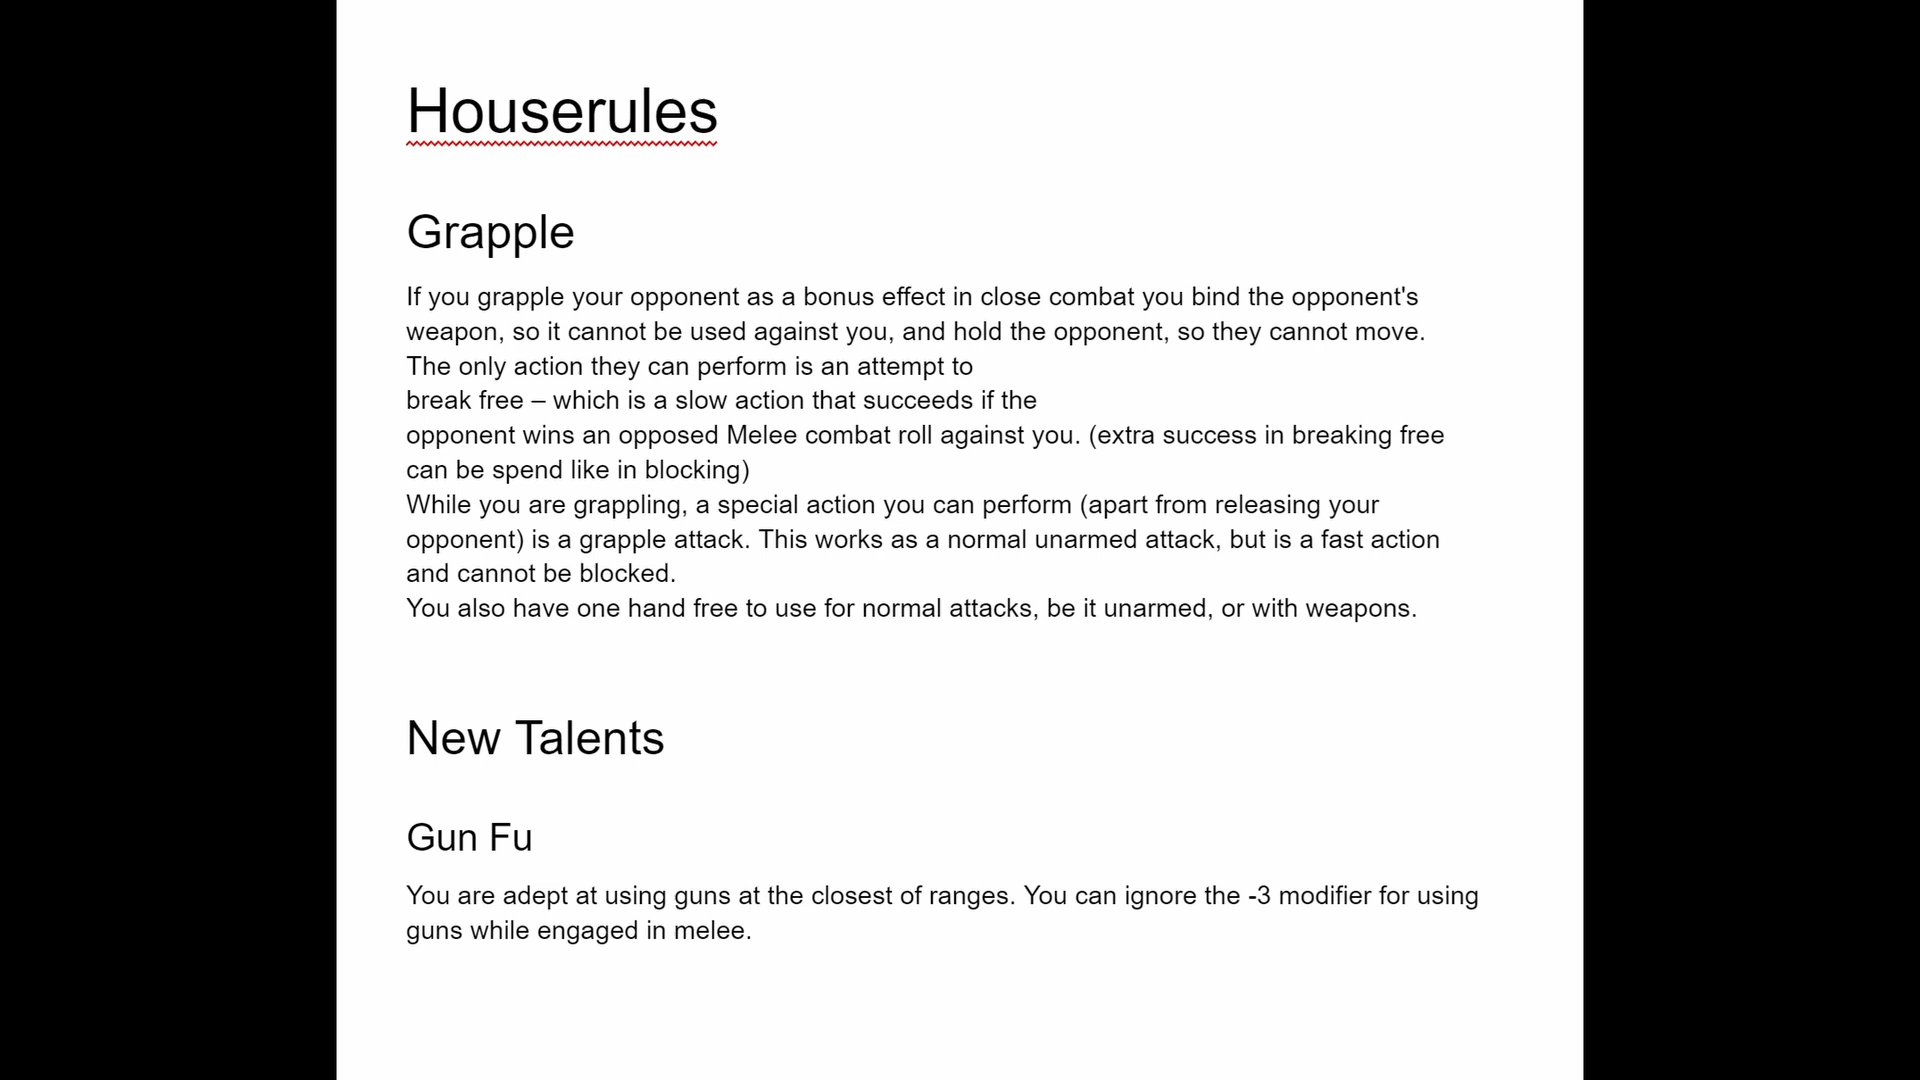 Houserules
Grapple
If you grapple your opponent as a bonus effect in close combat you bind the opponent's
weapon, so it cannot be used against you, and hold the opponent, so they cannot move.
The only action they can perform is an attempt to
break free – which is a slow action that succeeds if the
opponent wins an opposed Melee combat roll against you. (extra success in breaking free
can be spend like in blocking)
While you are grappling, a special action you can perform (apart from releasing your
opponent) is a grapple attack. This works as a normal unarmed attack, but is a fast action
and cannot be blocked.
You also have one hand free to use for normal attacks, be it unarmed, or with weapons.
New Talents
Gun Fu
You are adept at using guns at the closest of ranges. You can ignore the -3 modifier for using
guns while engaged in melee.